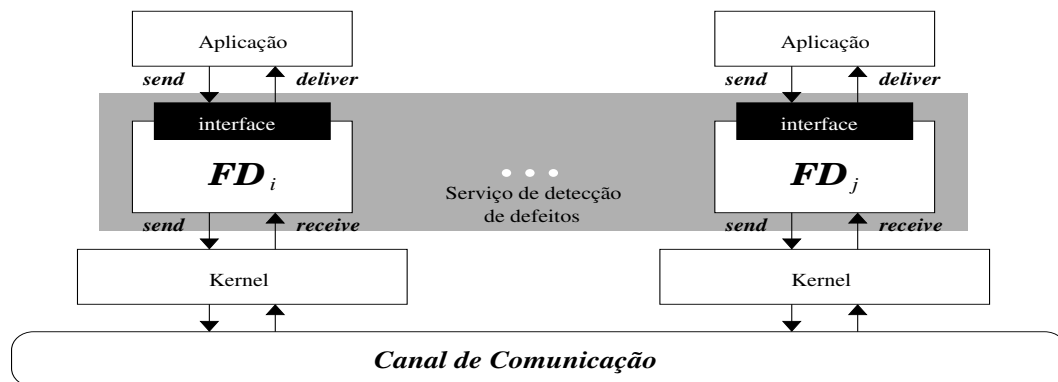 Aplicação
Aplicação
send
deliver
send
deliver
interface
interface
FD i
FD j
Serviço de detecção
de defeitos
send
receive
send
receive
Kernel
Kernel
Canal de Comunicação